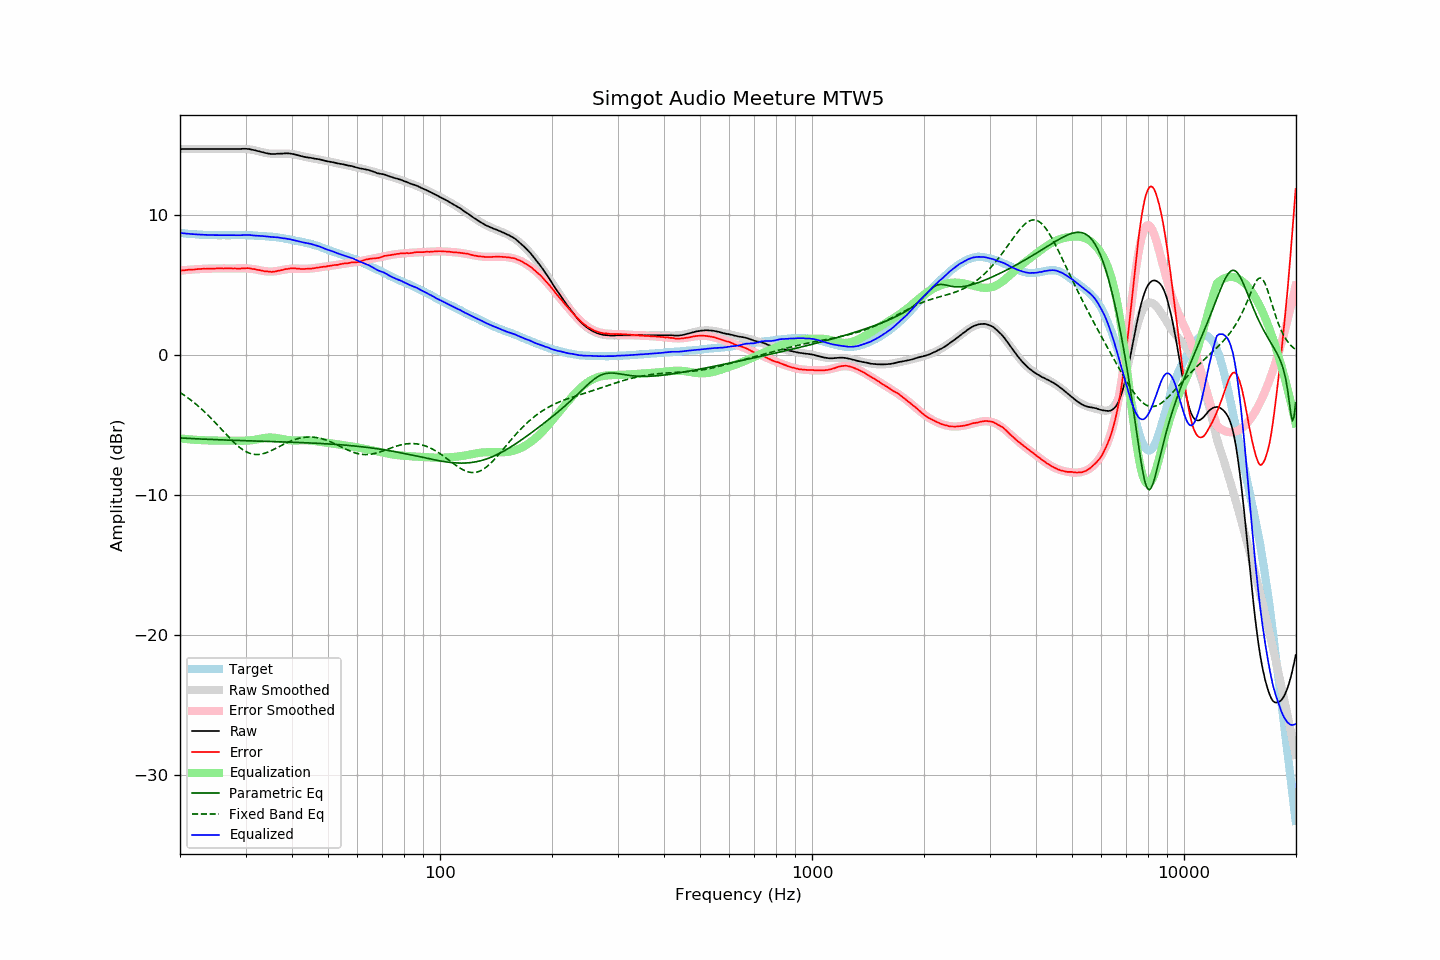 Simgot Audio Meeture MTW5
Amplitude (dBr)
10
0
−10
−20
−30
Target
Raw Smoothed
Error Smoothed
Raw
Error
Equalization
Parametric Eq
Fixed Band Eq
Equalized
100
1000
10000
Frequency (Hz)